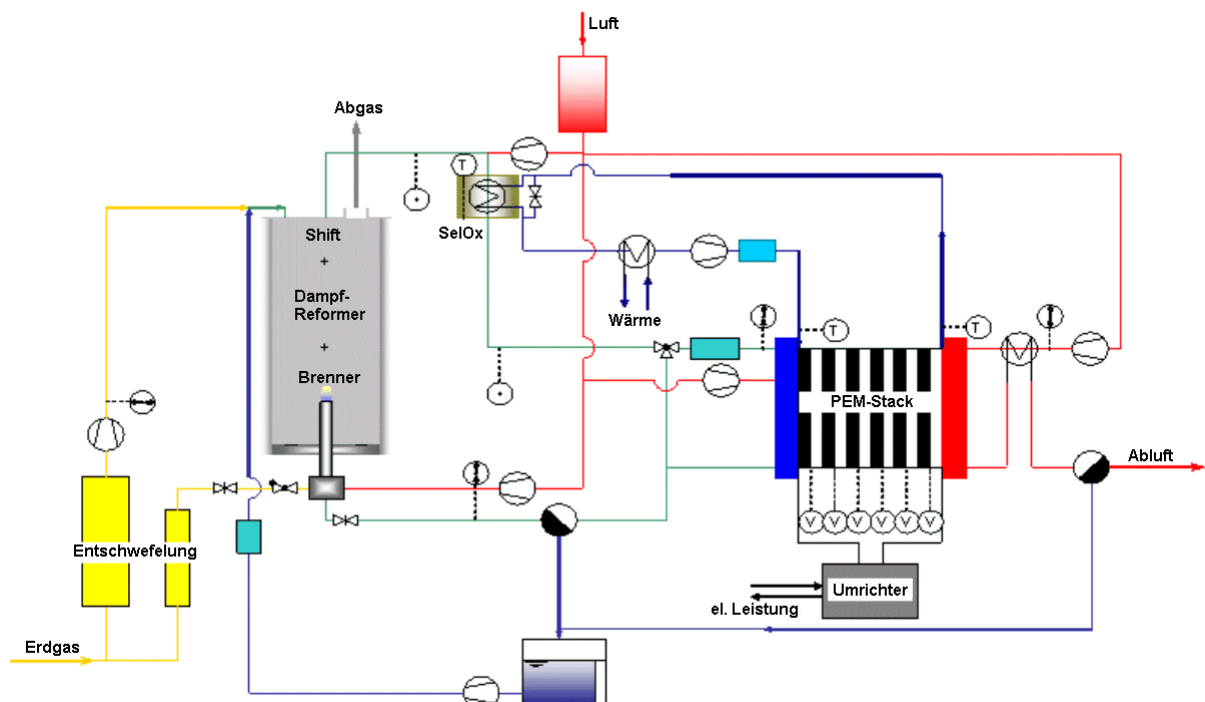 Luft
Abgas
T
SelOx
Shift
+
Dampf-
Reformer
+
Brenner
Wärme
T
T
PEM-Stack
Abluft
Entschwefelung
V
V
V
V
V
V
Umrichter
el. Leistung
Erdgas